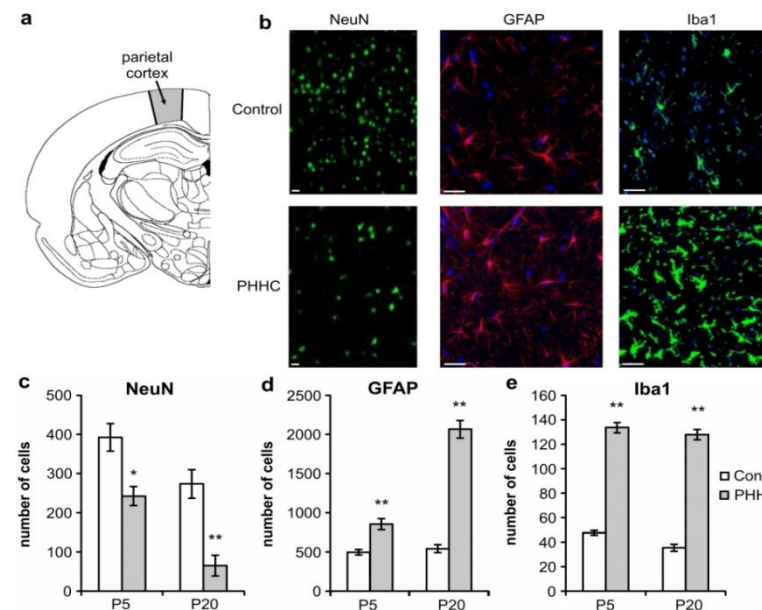 a
parietal
cortex
b
NeuN
GFAP
Iba1
Control
PHHC
c
NeuN
number of cells
500
400
300
200
100
0
*
**
P5
P20
d
GFAP
number of cells
2500
2000
1500
1000
500
0
**
**
P5
P20
e
Iba1
number of cells
160
140
120
100
80
60
40
20
0
**
**
P5
P20
Con
PHH